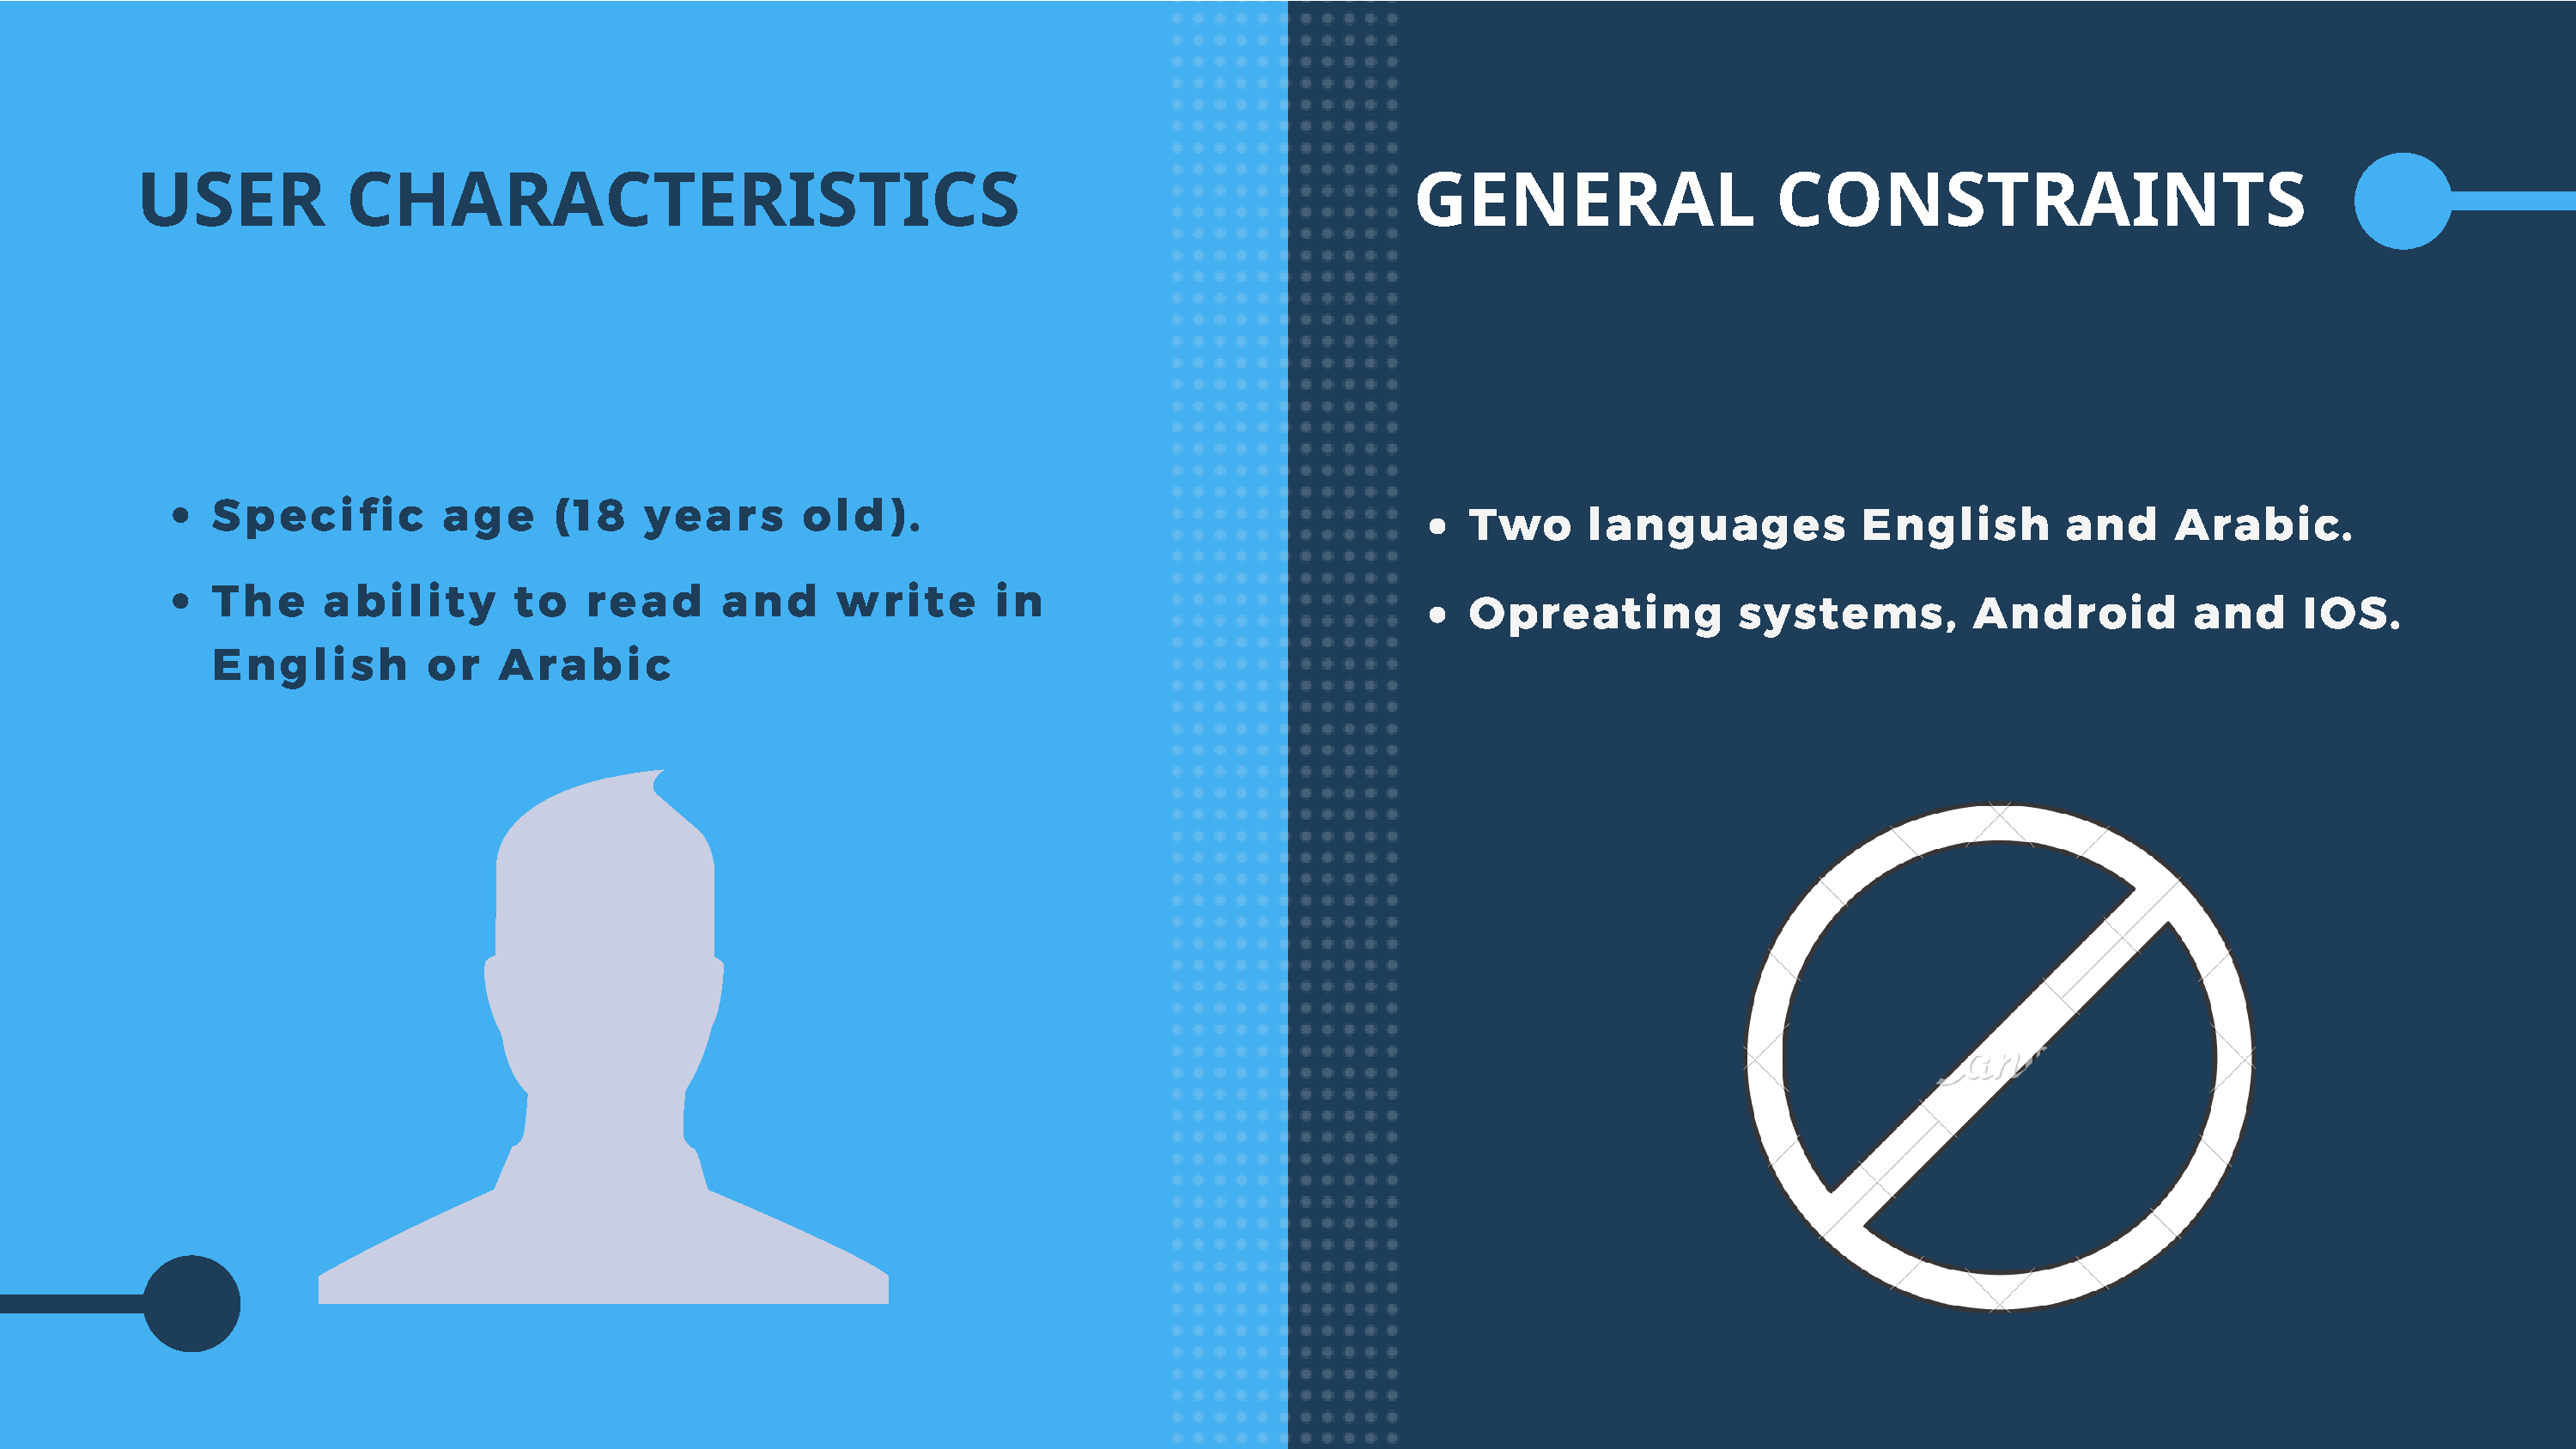 USER CHARACTERISTICS
• Specific age (18 years old).
• The ability to read and write in
English or Arabic
GENERAL CONSTRAINTS
• Two languages English and Arabic.
• Opreating systems, Android and IOS.